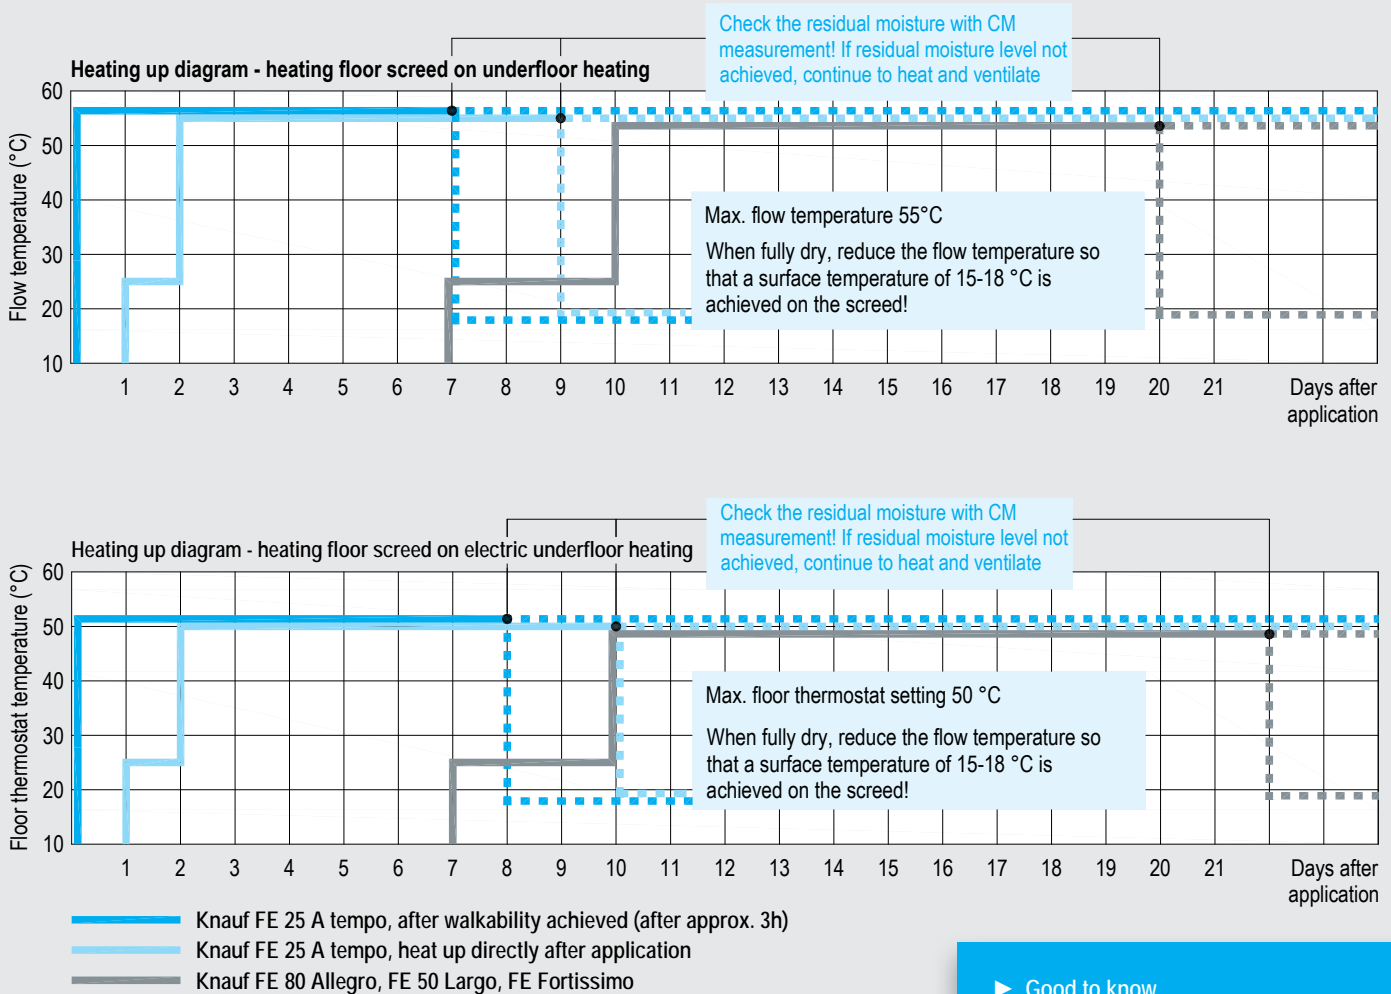 Check the residual moisture with CM
measurement! If residual moisture level not
achieved, continue to heat and ventilate
Heating up diagram - heating floor screed on underfloor heating
Flow temperature (°C)
60
50
40
30
20
10
Max. flow temperature 55°C
When fully dry, reduce the flow temperature so
that a surface temperature of 15-18 °C is
achieved on the screed!
1 2 3 4 5 6 7 8 9 10 11 12 13 14 15 16 17 18 19 20 21 Days after
application
Check the residual moisture with CM
measurement! If residual moisture level not
achieved, continue to heat and ventilate
Heating up diagram - heating floor screed on electric underfloor heating
Floor thermostat temperature (°C)
60
50
40
30
20
10
Max. floor thermostat setting 50 °C
When fully dry, reduce the flow temperature so
that a surface temperature of 15-18 °C is
achieved on the screed!
1 2 3 4 5 6 7 8 9 10 11 12 13 14 15 16 17 18 19 20 21 Days after
application
Knauf FE 25 A tempo, after walkability achieved (after approx. 3h)
Knauf FE 25 A tempo, heat up directly after application
Knauf FE 80 Allegro, FE 50 Largo, FE Fortissimo
► Good to know